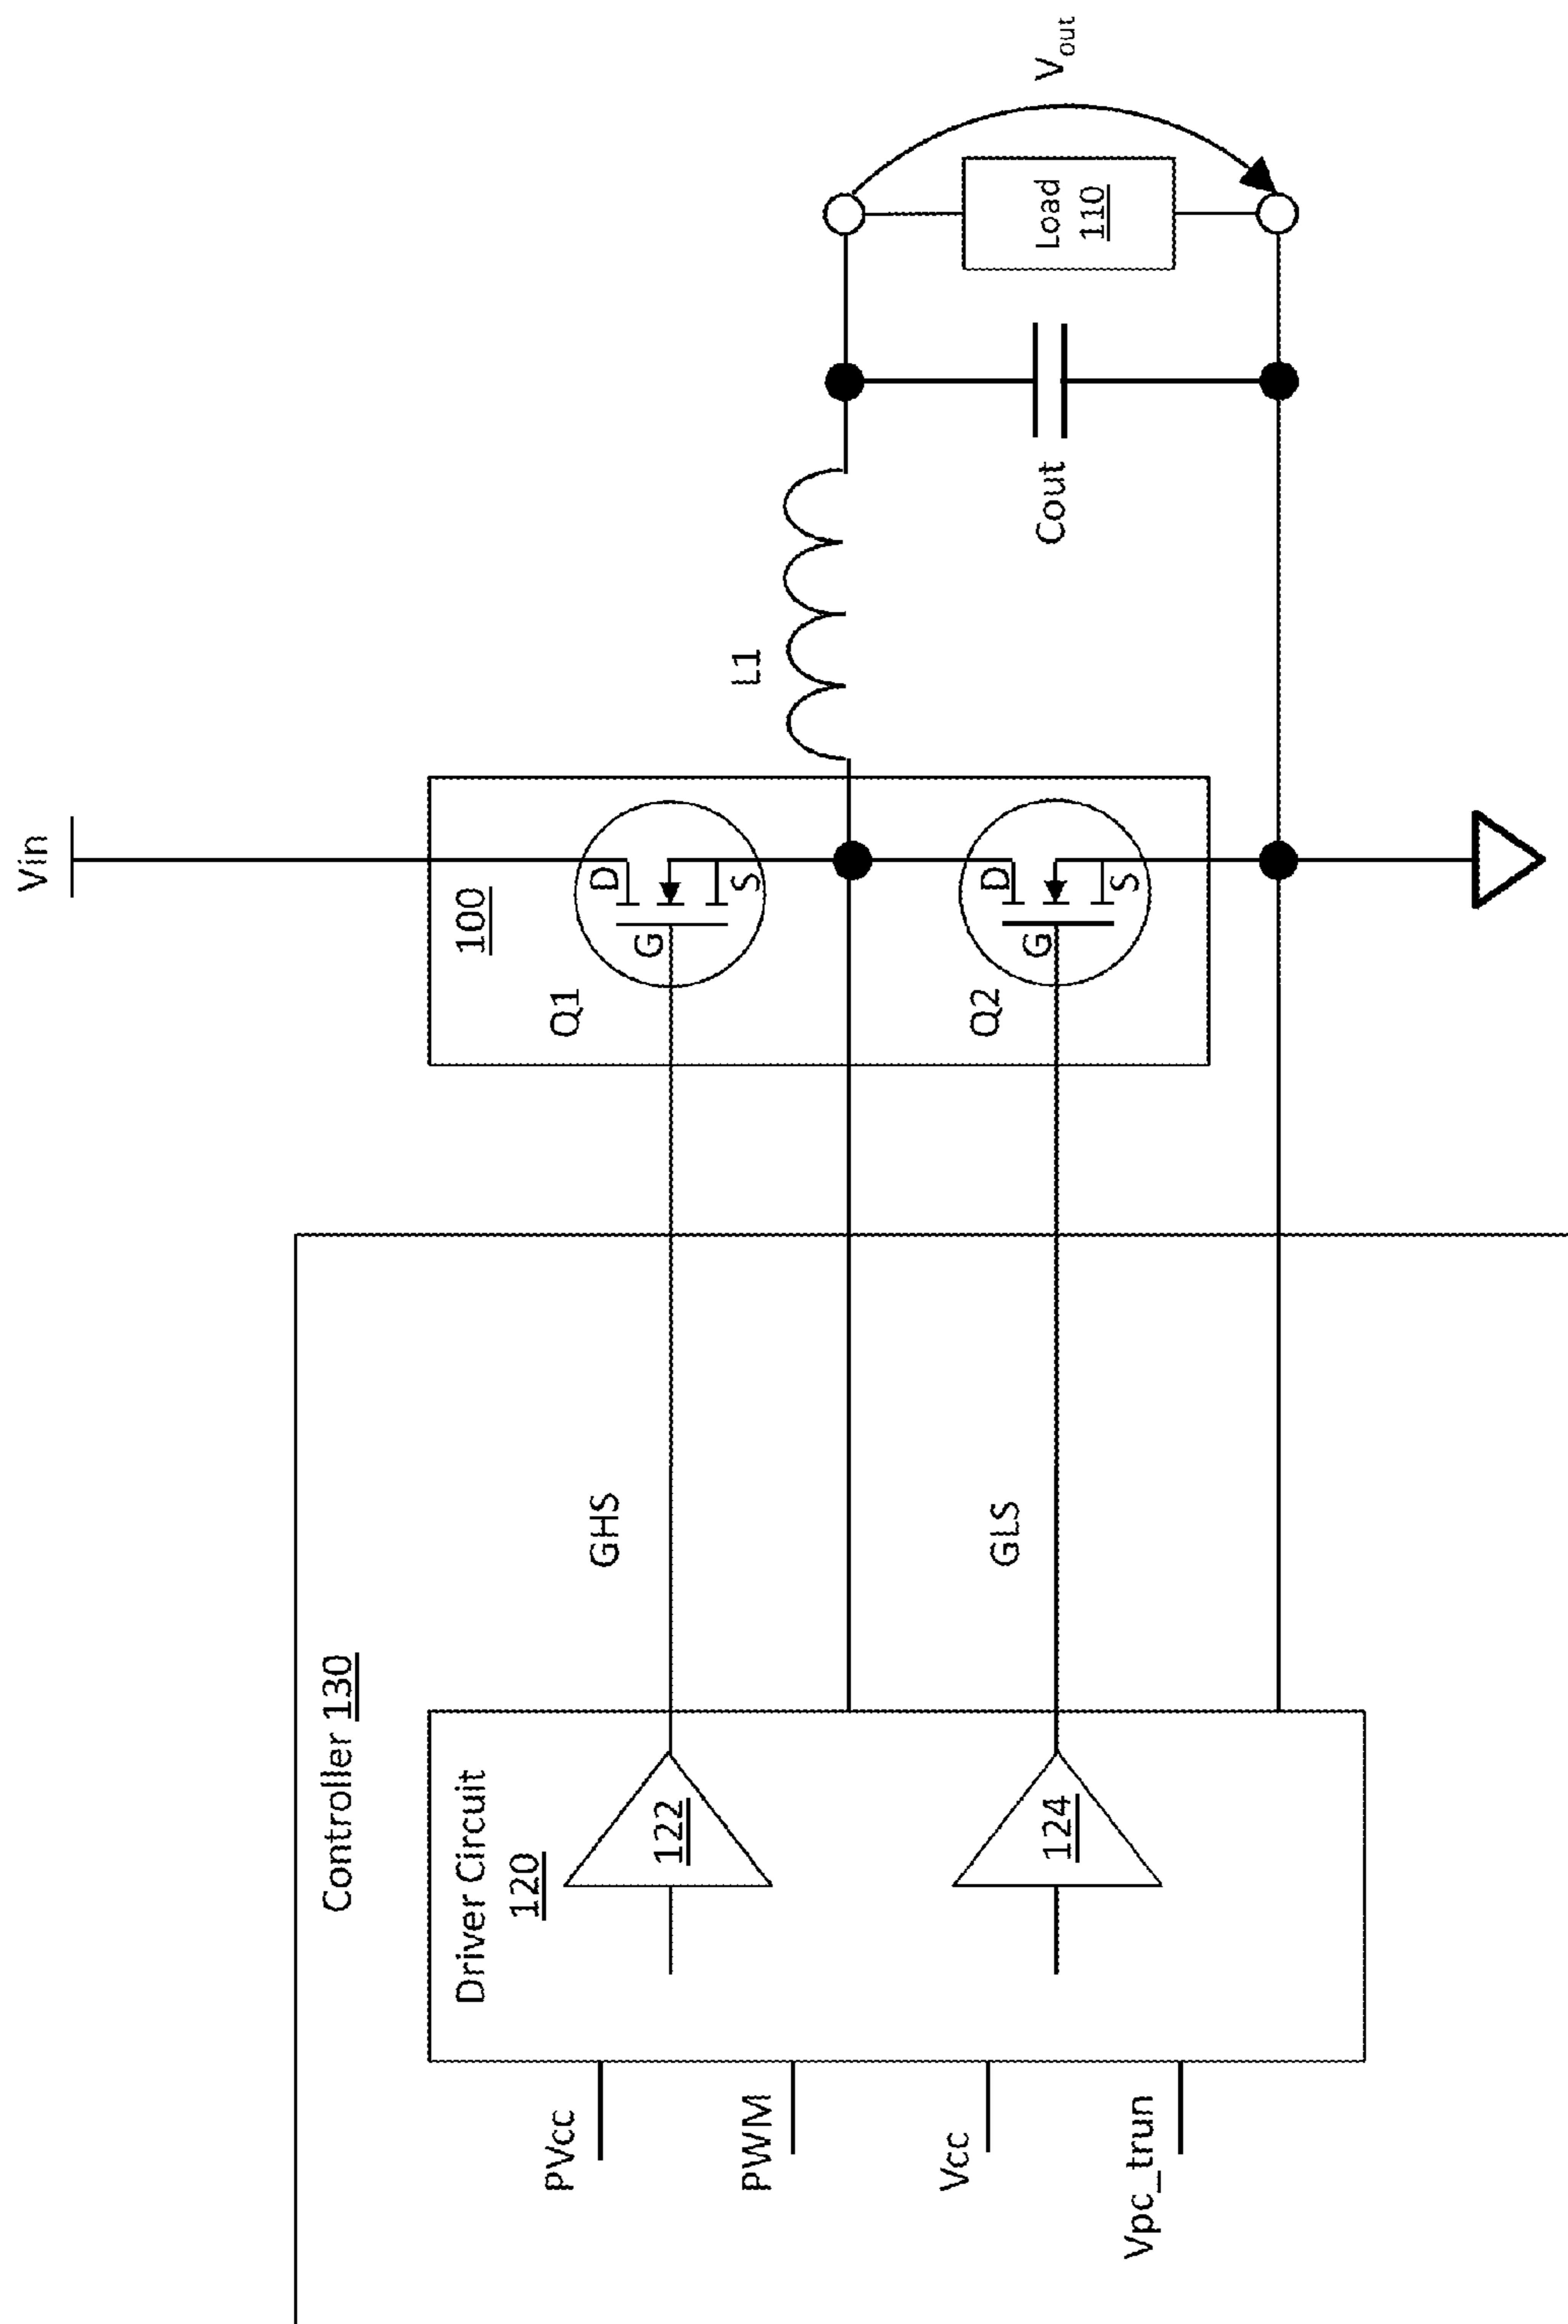 Vin
Controller 130
Driver Circuit
120
PVcc
PWM
Vcc
Vpc_trun
122
124
GHS
GLS
100
Q1
G
D
S
Q2
G
D
S
L1
Cout
Load
110
Vout